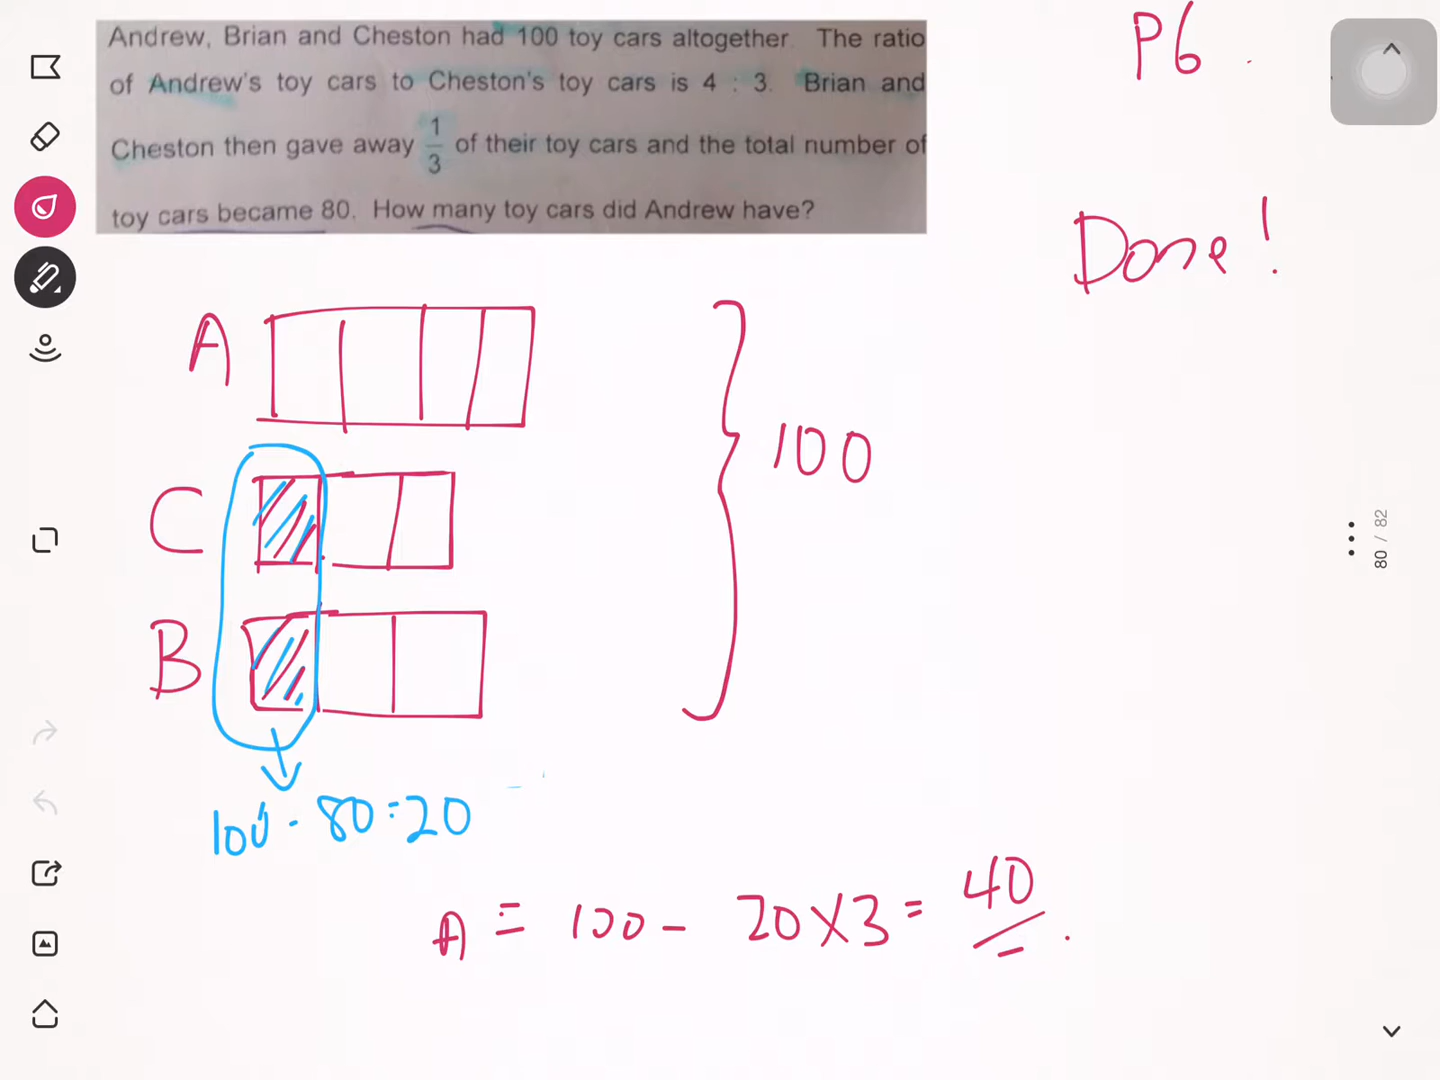 P6.
Andrew, Brian and Cheston had 100 toy cars altogether. The ratio
of Andrew's toy cars to Cheston's toy cars is 4 : 3. Brian and
Cheston then gave away 1/3 of their toy cars and the total number of
toy cars became 80. How many toy cars did Andrew have?
Done!
A
100
C
B
80 / 82
100 - 80 = 20
A = 100 - 20 X 3 = 40